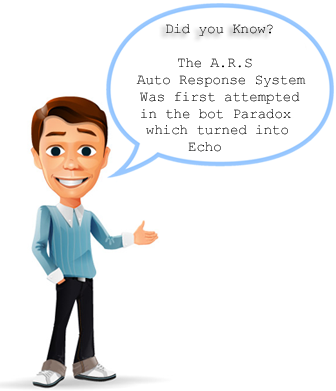 Did you Know?
The A.R.S
Auto Response System
Was first attempted
in the bot Paradox
which turned into
Echo